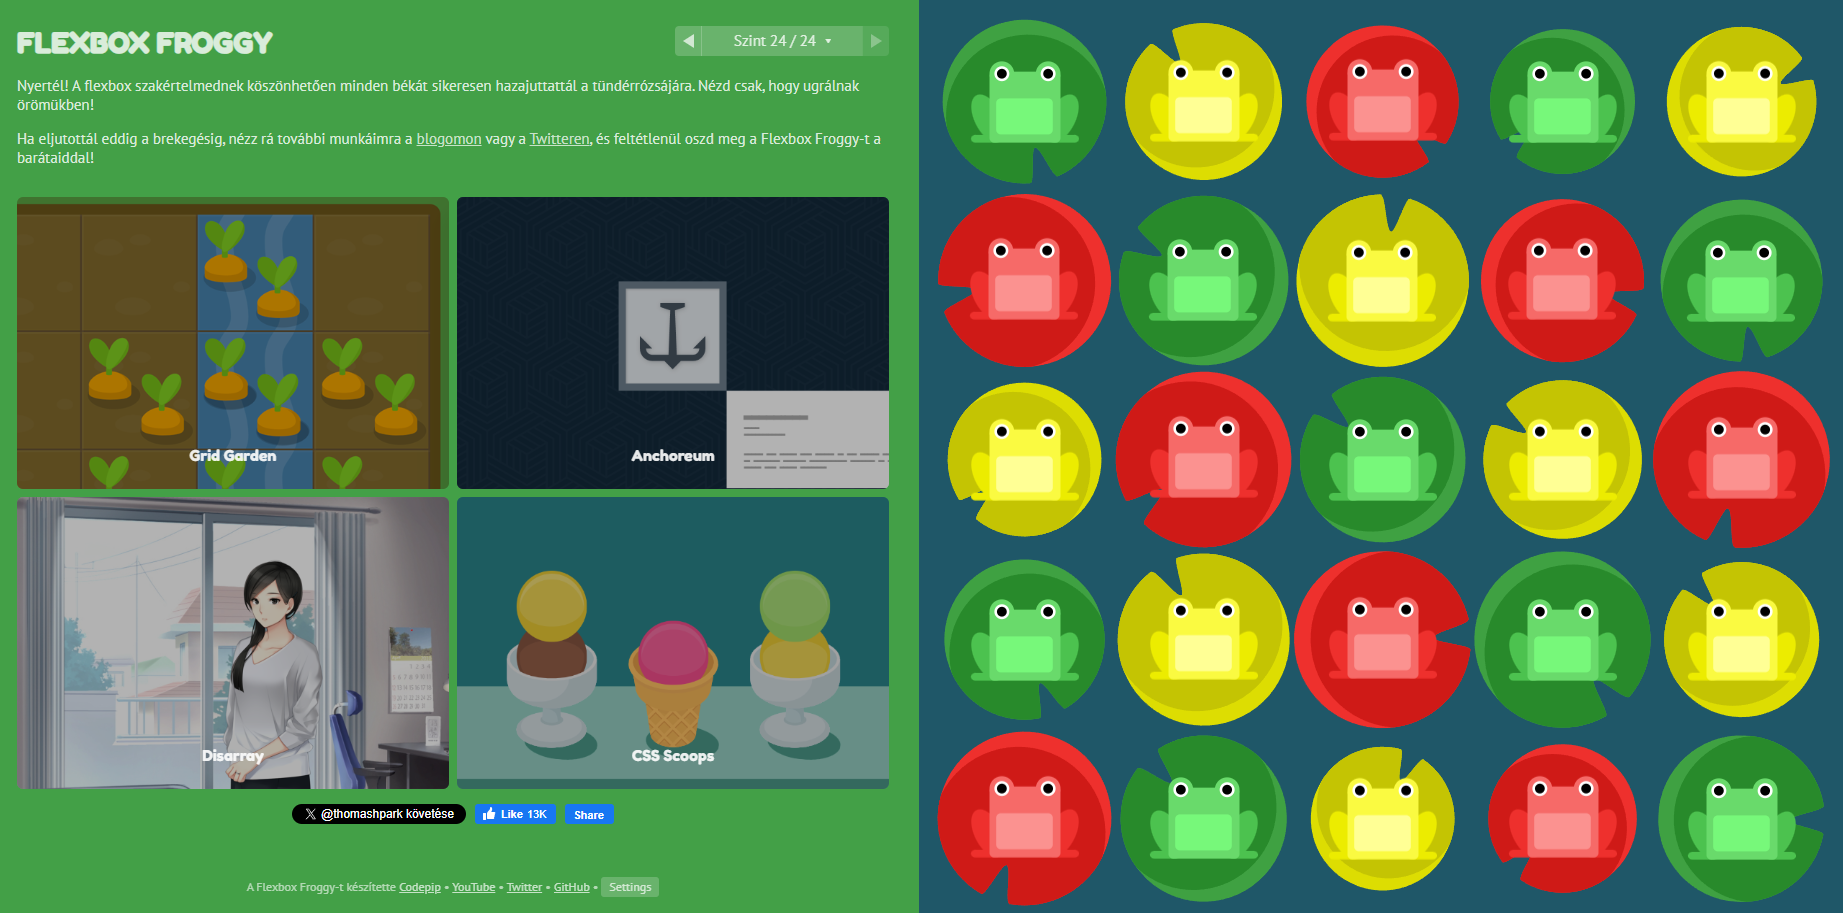 FLEXBOX FROGGY
Szint 24 / 24
Nyertél! A flexbox szakértelmednek köszönhetően minden békát sikeresen hazajuttattál a tündérrózsájára. Nézd csak, hogy ugrálnak
örömükben!
Ha eljutottál eddig a brekegésig, nézz rá további munkáimra a blogomon vagy a Twitteren, és feltétlenül oszd meg a Flexbox Froggy-t a
barátaiddal!
Grid Garden
Anchoreum
Disarray
CSS Scoops
@thomashpark követése
Like 13K
Share
A Flexbox Froggy-t készítette Codepip • YouTube • Twitter • GitHub • Settings